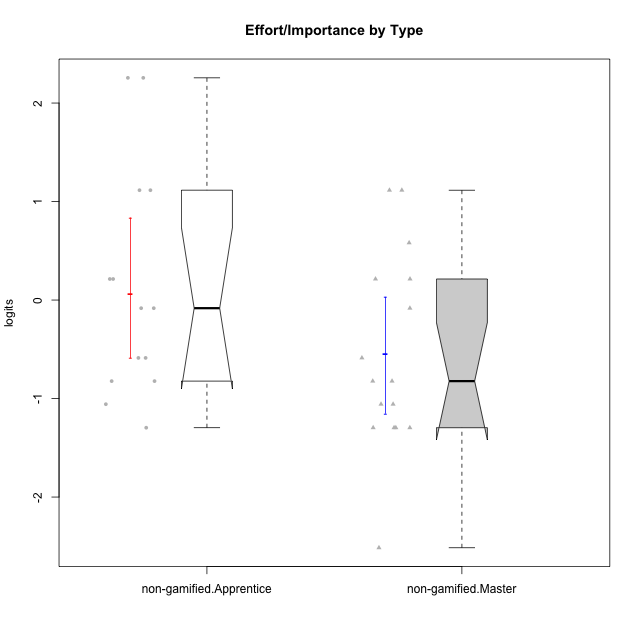 Effort/Importance by Type
2
1
0
-1
-2
logits
non-gamified.Apprentice
non-gamified.Master